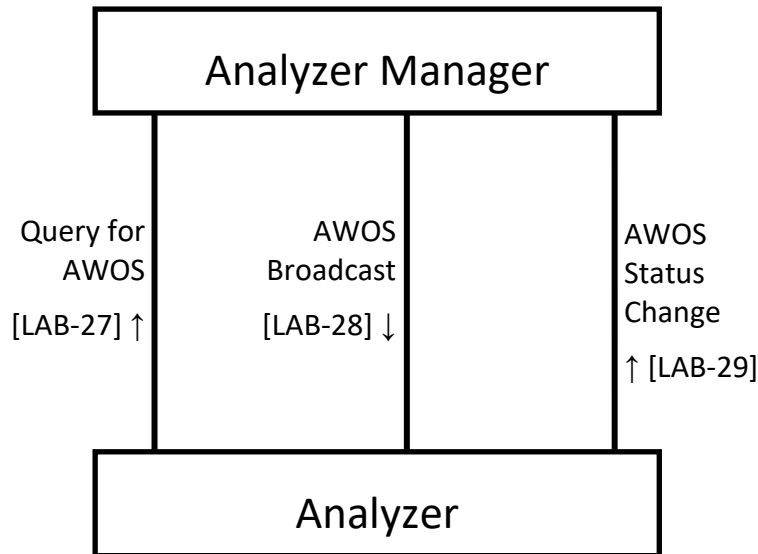 Analyzer Manager
Query for
AWOS
[LAB-27] ↑
AWOS
Broadcast
[LAB-28] ↓
AWOS
Status
Change
↑ [LAB-29]
Analyzer